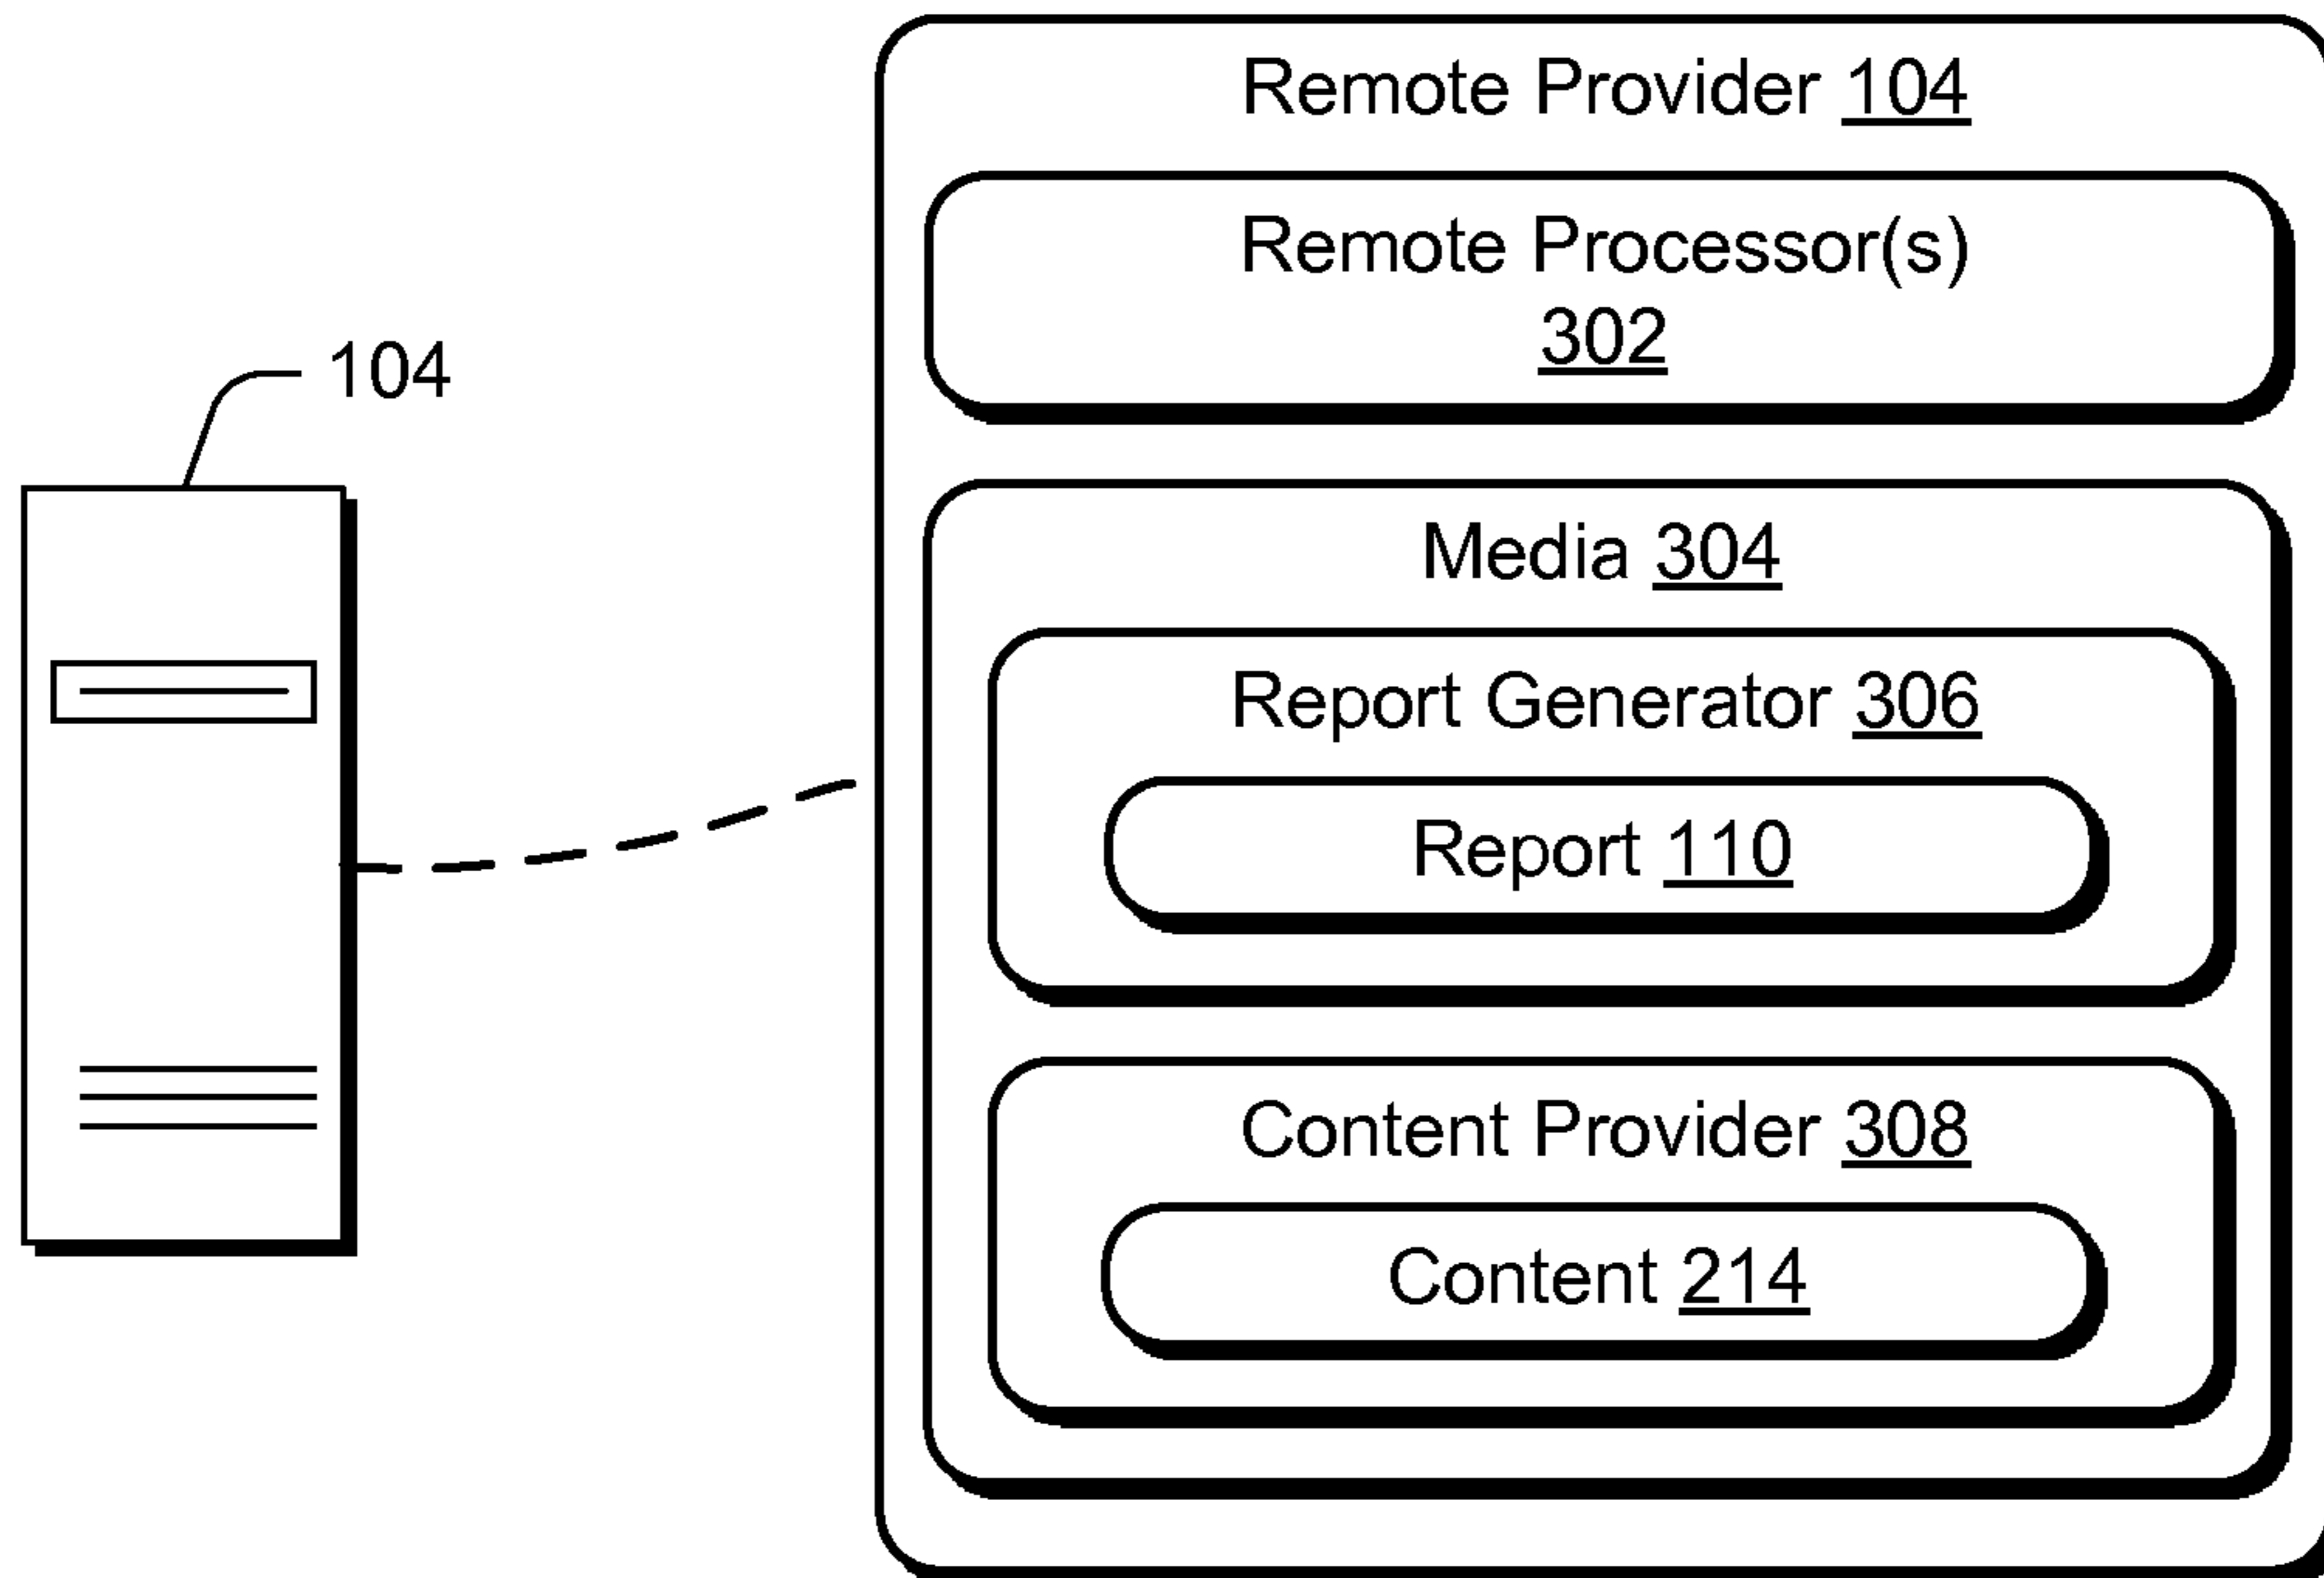 104
Remote Provider 104
Remote Processor(s)
302
Media 304
Report Generator 306
Report 110
Content Provider 308
Content 214